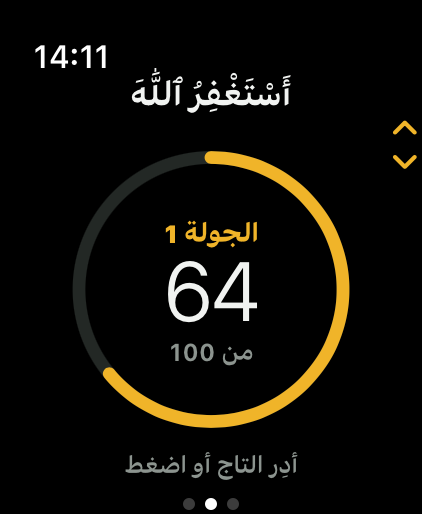 14:11
أَسْتَغْفِرُ ٱللَّٰهَ
الجولة 1
64
من 100
أدِر التاج أو اضغط